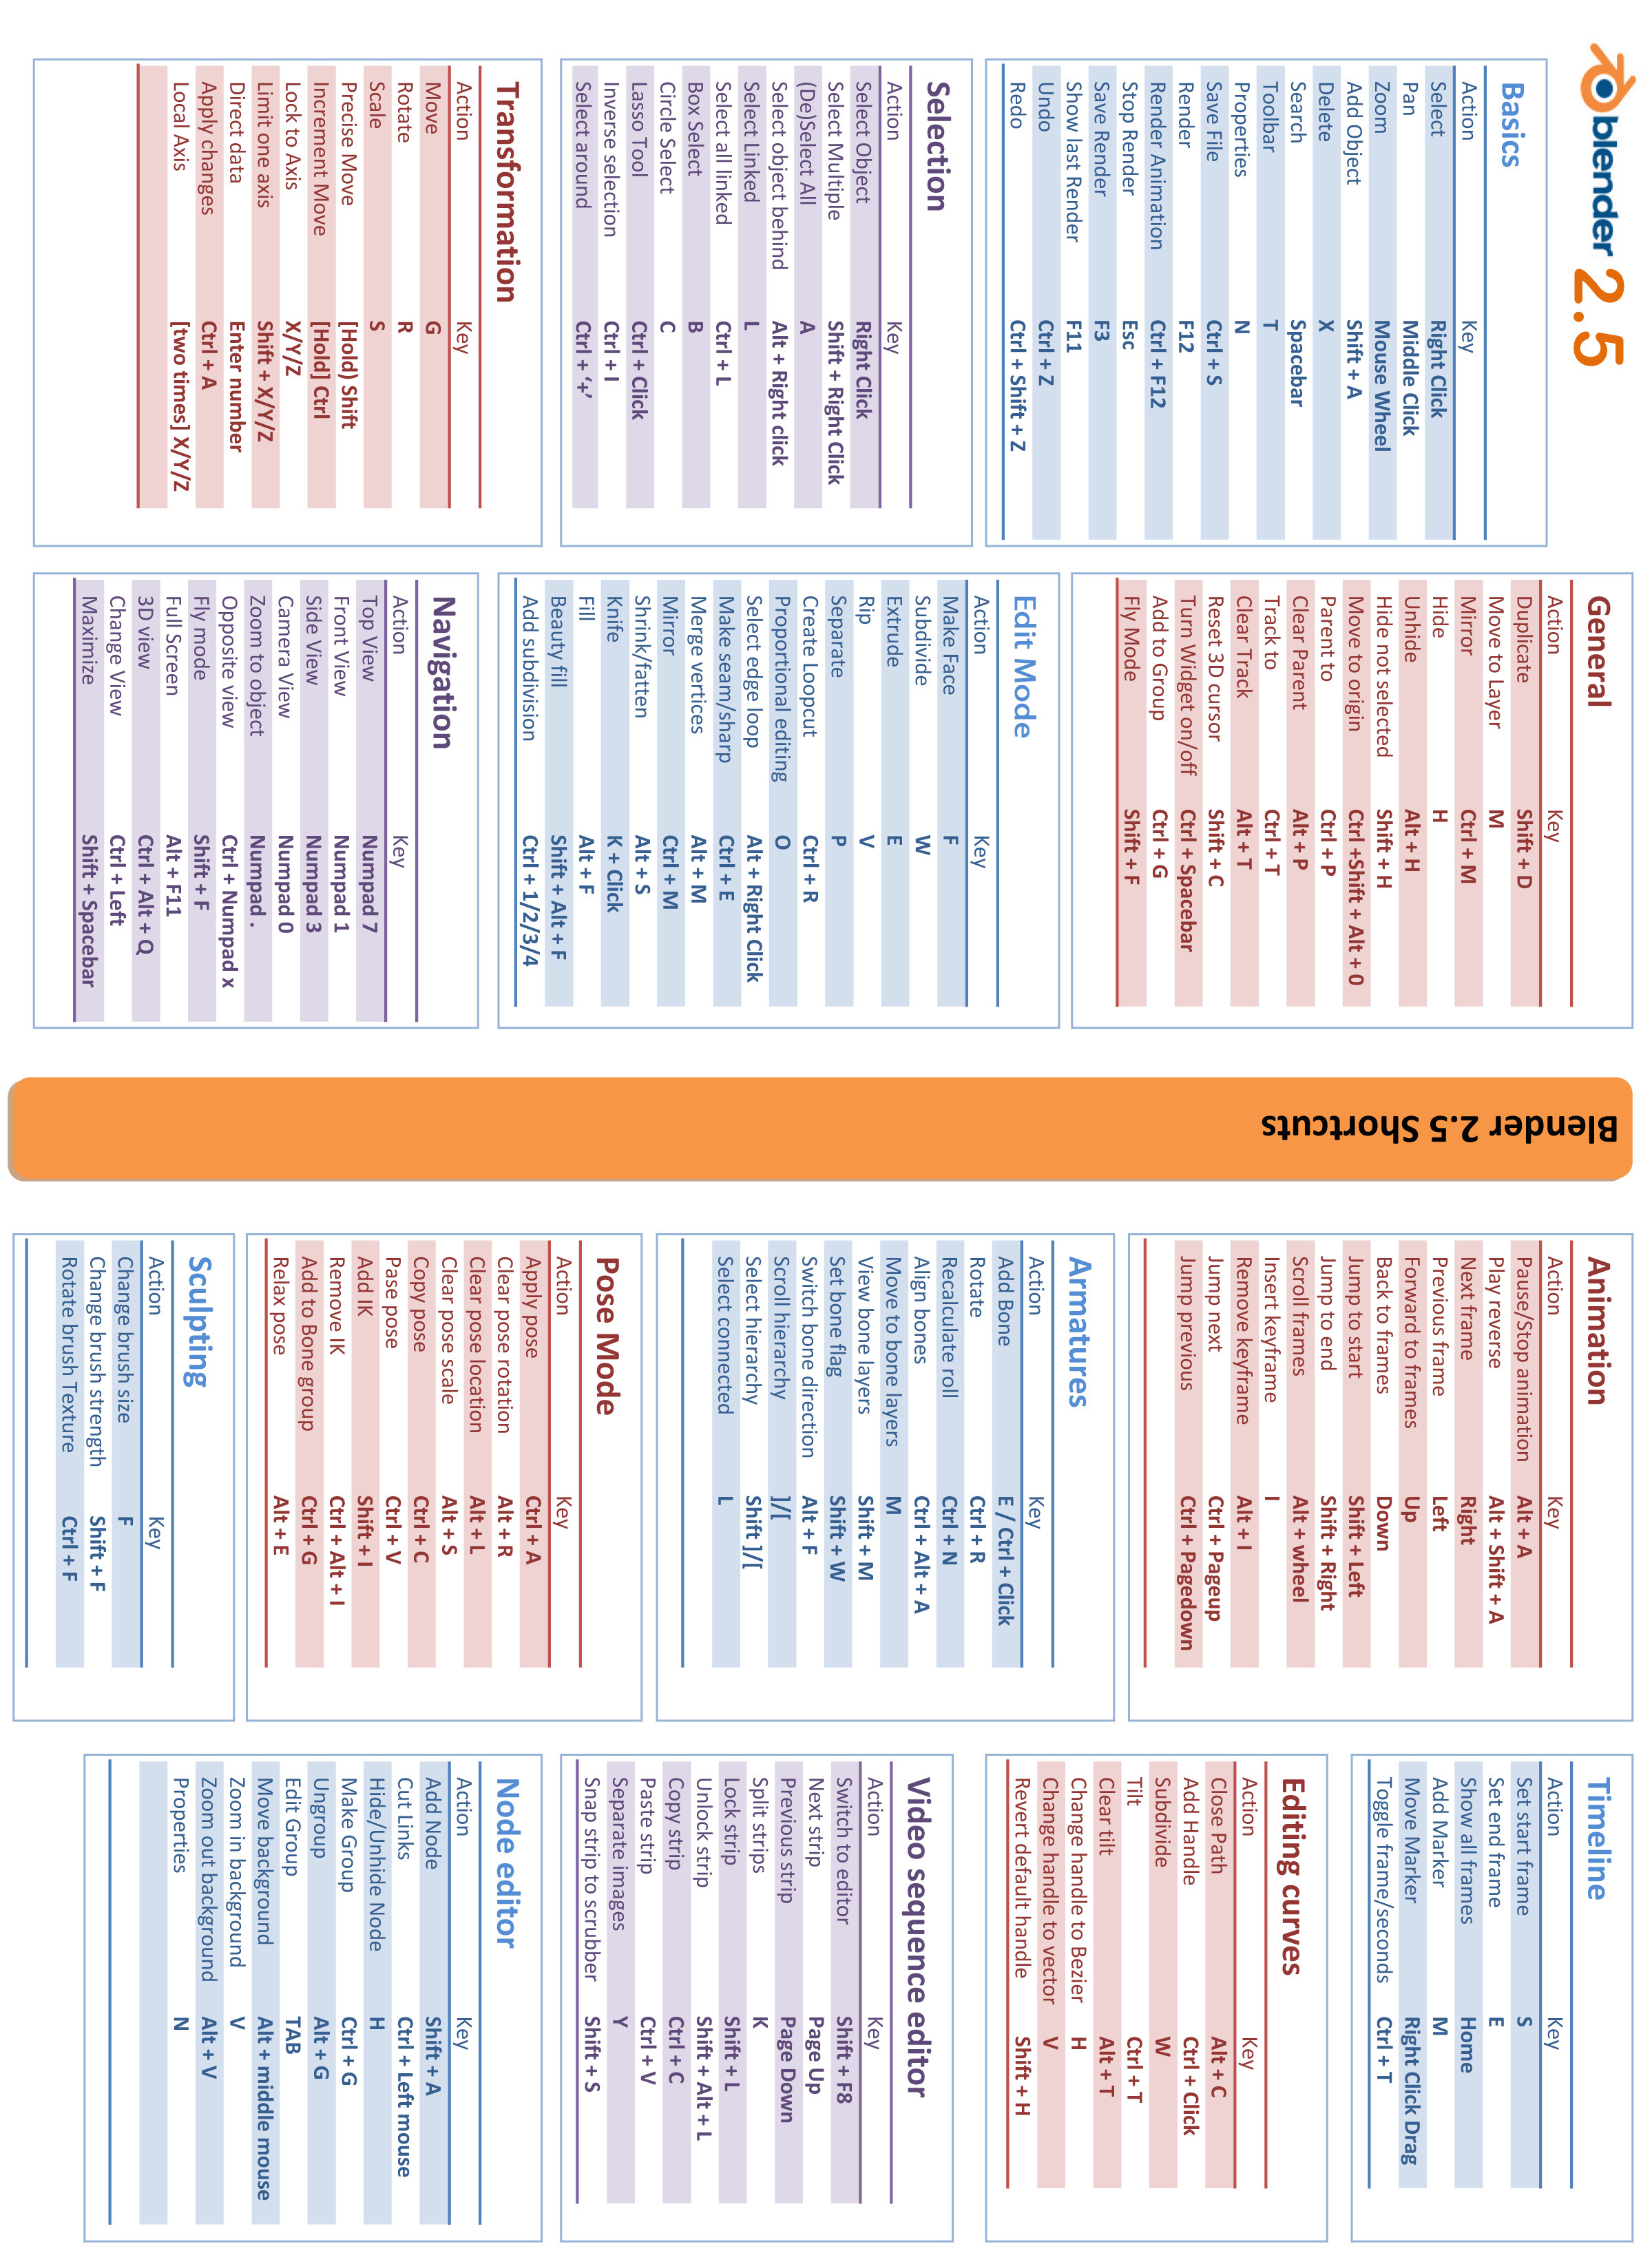 blender 2.5
Basics
Action Key
Select Right Click
Pan Middle Click
Zoom Mouse Wheel
Add Object Shift + A
Delete X
Search Spacebar
Toolbar T
Properties N
Save File Ctrl + S
Render F12
Render Animation Ctrl + F12
Stop Render Esc
Save Render F3
Show last Render F11
Undo Ctrl + Z
Redo Ctrl + Shift + Z
Selection
Action Key
Select Object Right Click
Select Multiple Shift + Right Click
(De)Select All A
Select object behind Alt + Right click
Select Linked L
Select all linked Ctrl + L
Box Select B
Circle Select C
Lasso Tool Ctrl + Click
Inverse selection Ctrl + I
Select around Ctrl + ‘+’
Transformation
Action Key
Move G
Rotate R
Scale S
Precise Move [Hold) Shift
Increment Move [Hold] Ctrl
Lock to Axis X/Y/Z
Limit one axis Shift + X/Y/Z
Direct data Enter number
Apply changes Ctrl + A
Local Axis [two times] X/Y/Z
General
Action Key
Duplicate Shift + D
Move to Layer M
Mirror Ctrl + M
Hide H
Unhide Alt + H
Hide not selected Shift + H
Move to origin Ctrl +Shift + Alt + 0
Parent to Ctrl + P
Clear Parent Alt + P
Track to Ctrl + T
Clear Track Alt + T
Reset 3D cursor Shift + C
Turn Widget on/off Ctrl + Spacebar
Add to Group Ctrl + G
Fly Mode Shift + F
Edit Mode
Action Key
Make Face F
Subdivide W
Extrude E
Rip V
Separate P
Create Loopcut Ctrl + R
Proportional editing O
Select edge loop Alt + Right Click
Make seam/sharp Ctrl + E
Merge vertices Alt + M
Mirror Ctrl + M
Shrink/fatten Alt + S
Knife K + Click
Fill Alt + F
Beauty fill Shift + Alt + F
Add subdivision Ctrl + 1/2/3/4
Navigation
Action Key
Top View Numpad 7
Front View Numpad 1
Side View Numpad 3
Camera View Numpad 0
Zoom to object Numpad .
Opposite view Ctrl + Numpad x
Fly mode Shift + F
Full Screen Alt + F11
3D view Ctrl + Alt + Q
Change View Ctrl + Left
Maximize Shift + Spacebar
Blender 2.5 Shortcuts
Animation
Action Key
Pause/Stop animation Alt + A
Play reverse Alt + Shift + A
Next frame Right
Previous frame Left
Forward to frames Up
Back to frames Down
Jump to start Shift + Left
Jump to end Shift + Right
Scroll frames Alt + wheel
Insert keyframe I
Remove keyframe Alt + I
Jump next Ctrl + Pageup
Jump previous Ctrl + Pagedown
Armatures
Action Key
Add Bone E / Ctrl + Click
Rotate Ctrl + R
Recalculate roll Ctrl + N
Align bones Ctrl + Alt + A
Move to bone layers M
View bone layers Shift + M
Set bone flag Shift + W
Switch bone direction Alt + F
Scroll hierarchy ]/[
Select hierarchy Shift ]/[
Select connected L
Pose Mode
Action Key
Apply pose Ctrl + A
Clear pose rotation Alt + R
Clear pose location Alt + L
Clear pose scale Alt + S
Copy pose Ctrl + C
Pase pose Ctrl + V
Add IK Shift + I
Remove IK Ctrl + Alt + I
Add to Bone group Ctrl + G
Relax pose Alt + E
Sculpting
Action Key
Change brush size F
Change brush strength Shift + F
Rotate brush Texture Ctrl + F
Timeline
Action Key
Set start frame S
Set end frame E
Show all frames Home
Add Marker M
Move Marker Right Click Drag
Toggle frame/seconds Ctrl + T
Editing curves
Action Key
Close Path Alt + C
Add Handle Ctrl + Click
Subdivide W
Tilt Ctrl + T
Clear tilt Alt + T
Change handle to Bezier H
Change handle to vector V
Revert default handle Shift + H
Video sequence editor
Action Key
Switch to editor Shift + F8
Next strip Page Up
Previous strip Page Down
Split strips K
Lock strip Shift + L
Unlock strip Shift + Alt + L
Copy strip Ctrl + C
Paste strip Ctrl + V
Separate images Y
Snap strip to scrubber Shift + S
Node editor
Action Key
Add Node Shift + A
Cut Links Ctrl + Left mouse
Hide/Unhide Node H
Make Group Ctrl + G
Ungroup Alt + G
Edit Group TAB
Move background Alt + middle mouse
Zoom in background V
Zoom out background Alt + V
Properties N